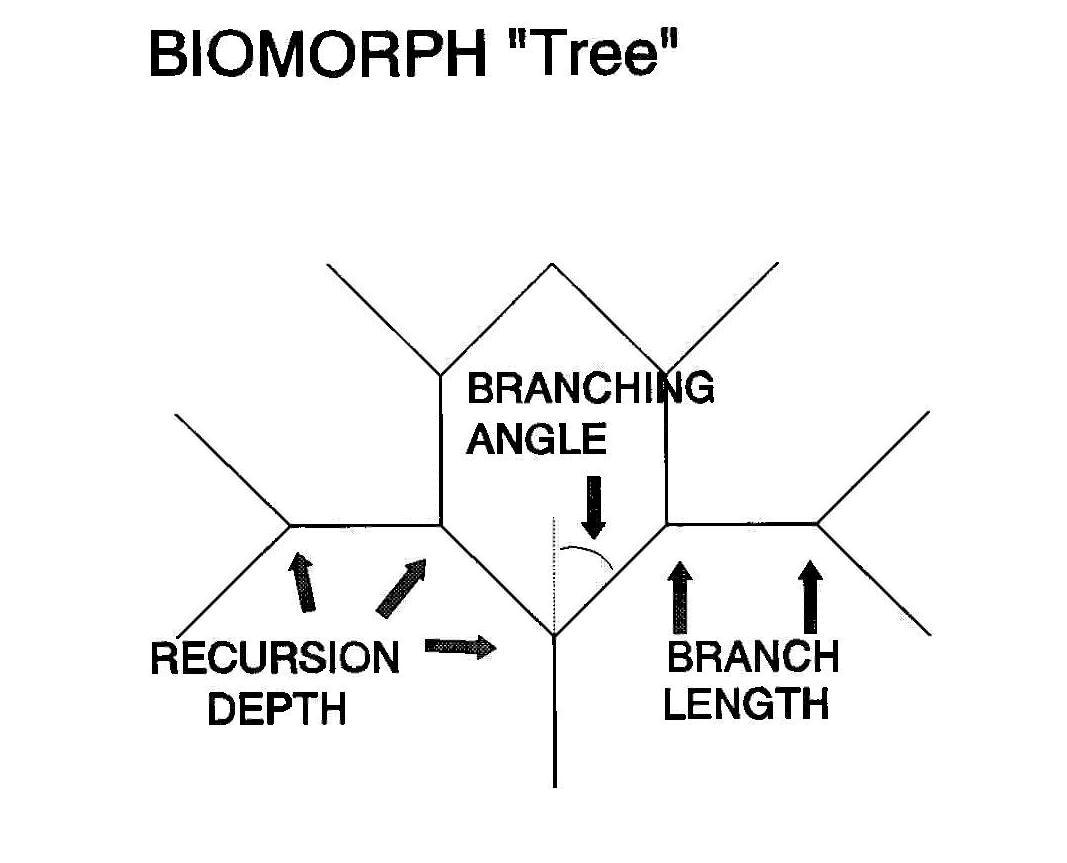 BIOMORPH "Tree"
BRANCHING
ANGLE
RECURSION
DEPTH
BRANCH
LENGTH